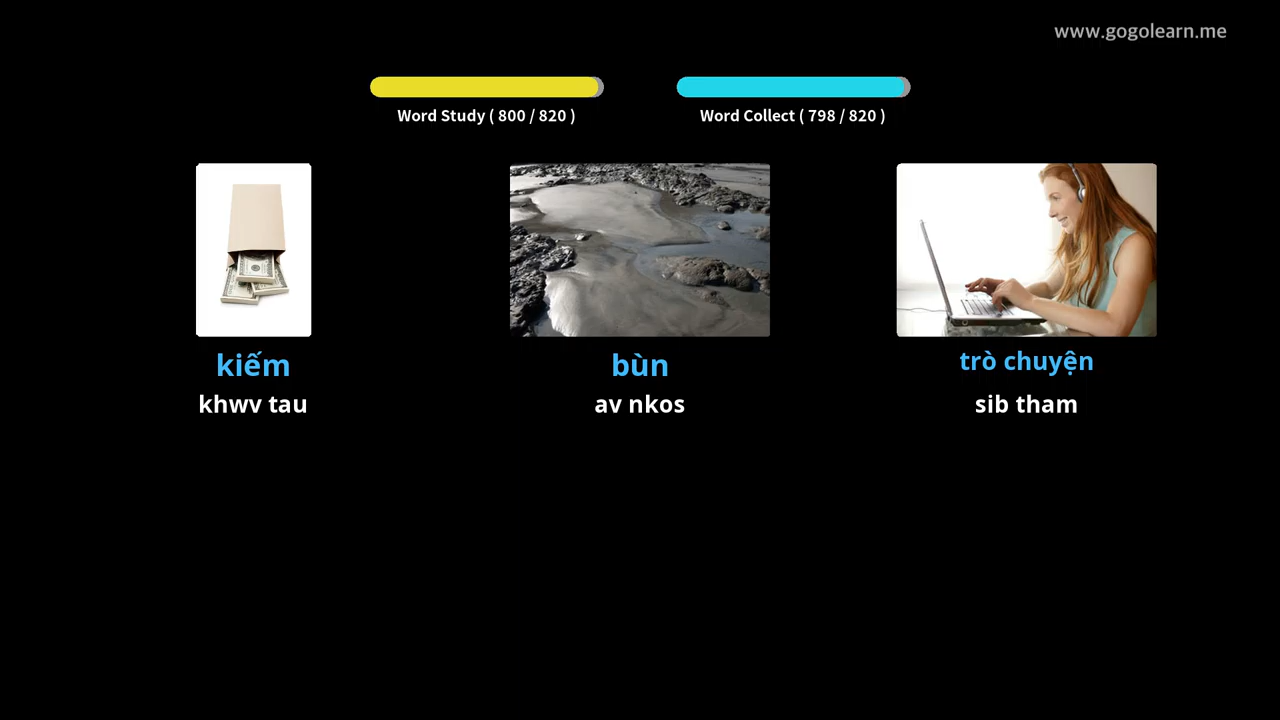 www.gogolearn.me
Word Study ( 800 / 820 )
Word Collect ( 798 / 820 )
kiếm
bùn
trò chuyện
khwv tau
av nkos
sib tham